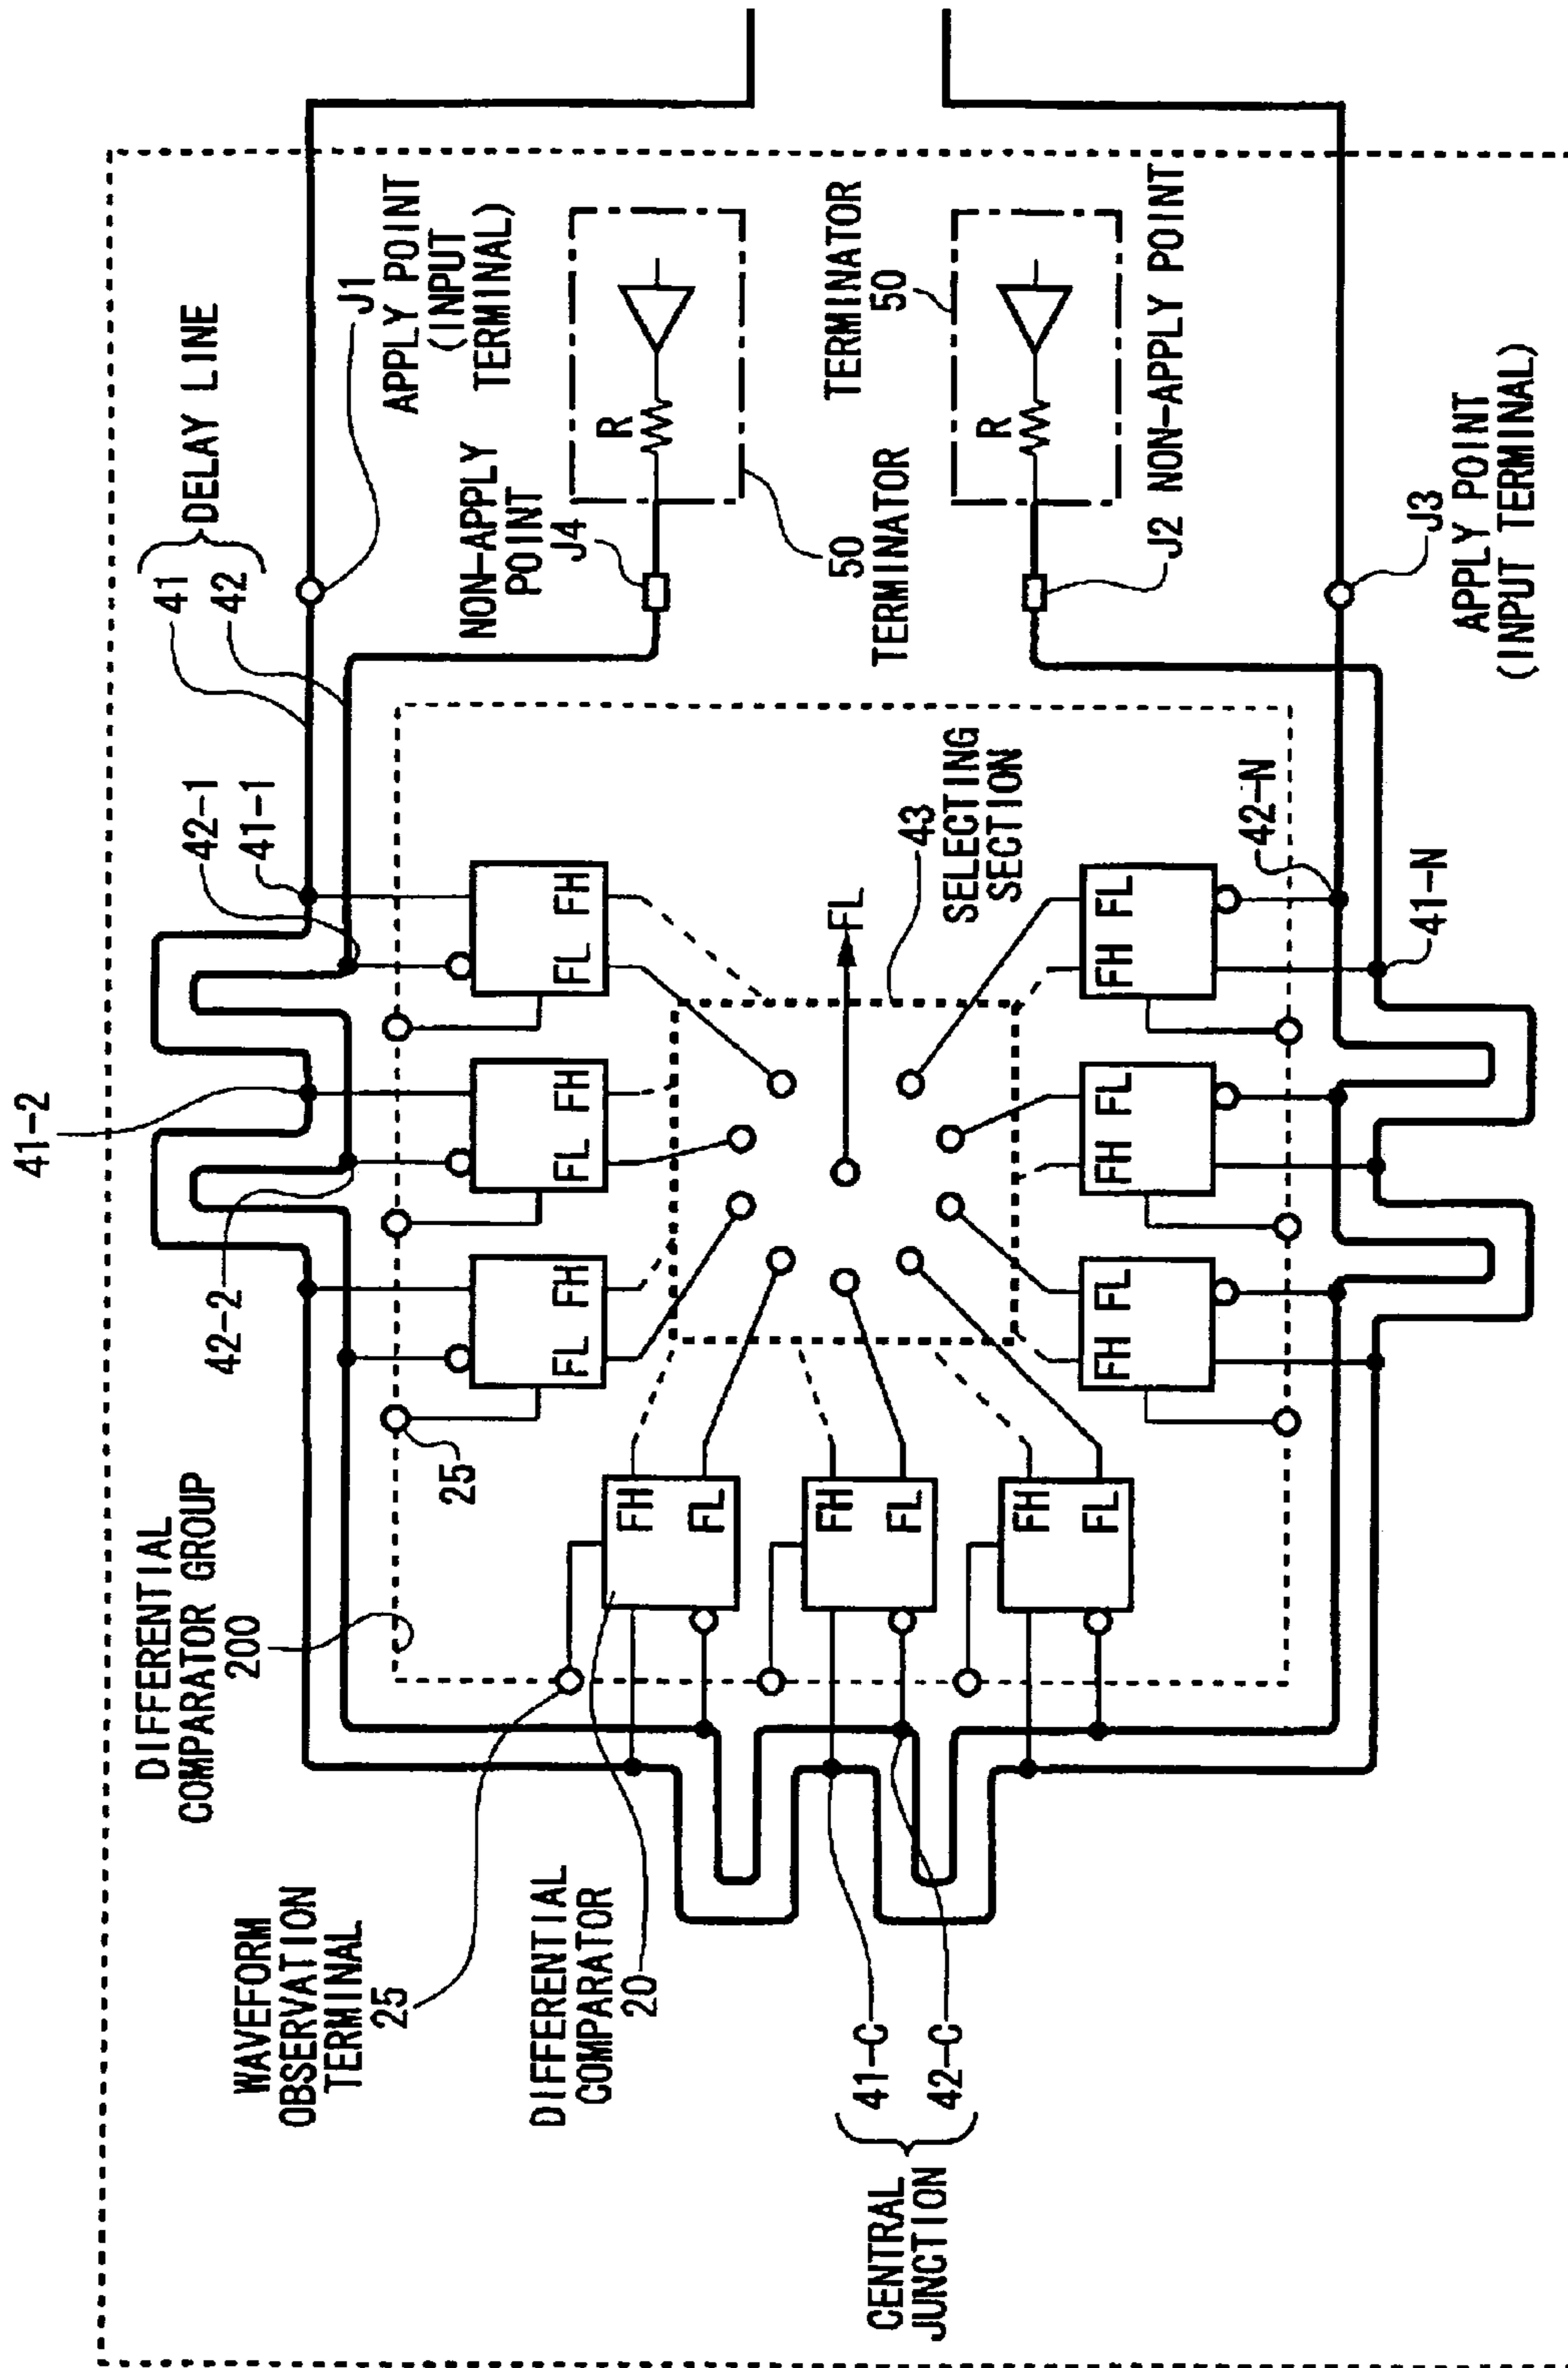 41-2
42-2
DIFFERENTIAL
COMPARATOR GROUP
200
WAVEFORM
OBSERVATION
TERMINAL
25
DIFFERENTIAL
COMPARATOR
20
41-C
42-C
CENTRAL
JUNCTION
25
42-1
41-1
41
42
DELAY LINE
J1
APPLY POINT
(INPUT
TERMINAL)
NON-APPLY
POINT
J4
R
50
TERMINATOR
TERMINATOR
50
R
J2 NON-APPLY POINT
J3
APPLY POINT
(INPUT TERMINAL)
43
SELECTING
SECTION
FL
42-N
41-N
FL FH
FL FH
FL FH
FH
FL
FH
FL
FH
FL
FH FL
FH FL
FH FL